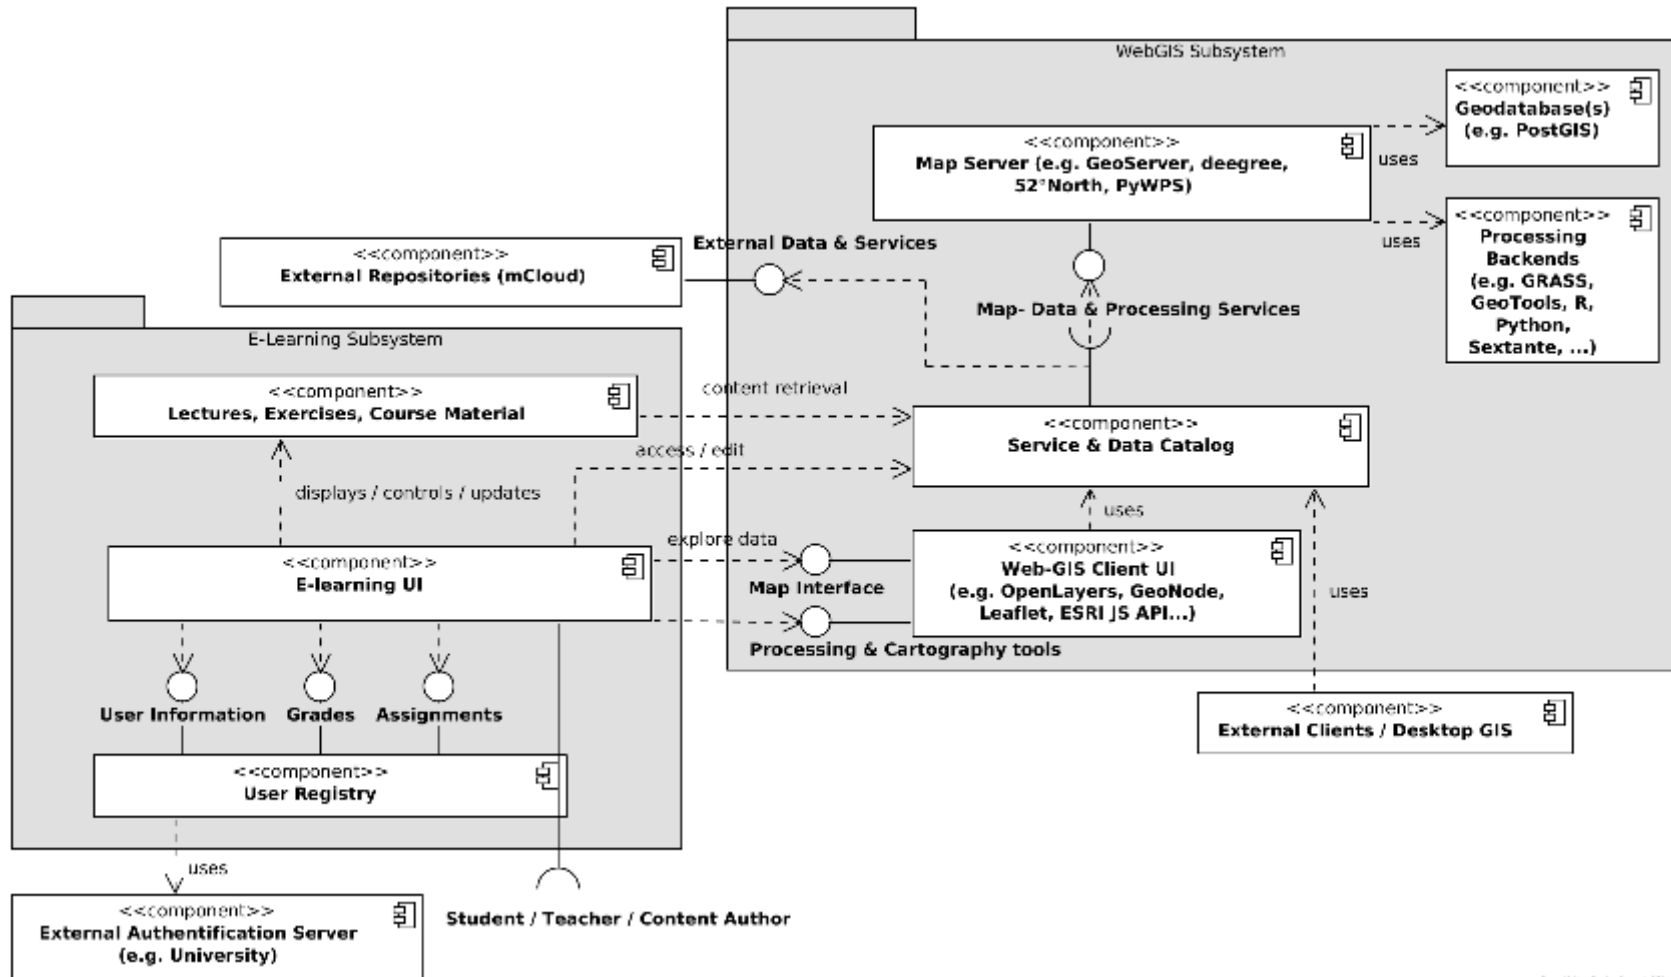 WebGIS Subsystem
<<component>>
Geodatabase(s)
(e.g. PostGIS)
<<component>>
Map Server (e.g. GeoServer, deegree,
52°North, PyWPS)
uses
uses
<<component>>
Processing
Backends
(e.g. GRASS,
GeoTools, R,
Python,
Sextante, ...)
<<component>>
External Repositories (mCloud)
External Data & Services
Map- Data & Processing Services
E-Learning Subsystem
<<component>>
Lectures, Exercises, Course Material
content retrieval
<<component>>
Service & Data Catalog
access / edit
displays / controls / updates
uses
<<component>>
E-learning UI
explore data
Map Interface
<<component>>
Web-GIS Client UI
(e.g. OpenLayers, GeoNode,
Leaflet, ESRI JS API...)
uses
Processing & Cartography tools
User Information
Grades
Assignments
<<component>>
External Clients / Desktop GIS
<<component>>
User Registry
uses
<<component>>
External Authentification Server
(e.g. University)
Student / Teacher / Content Author